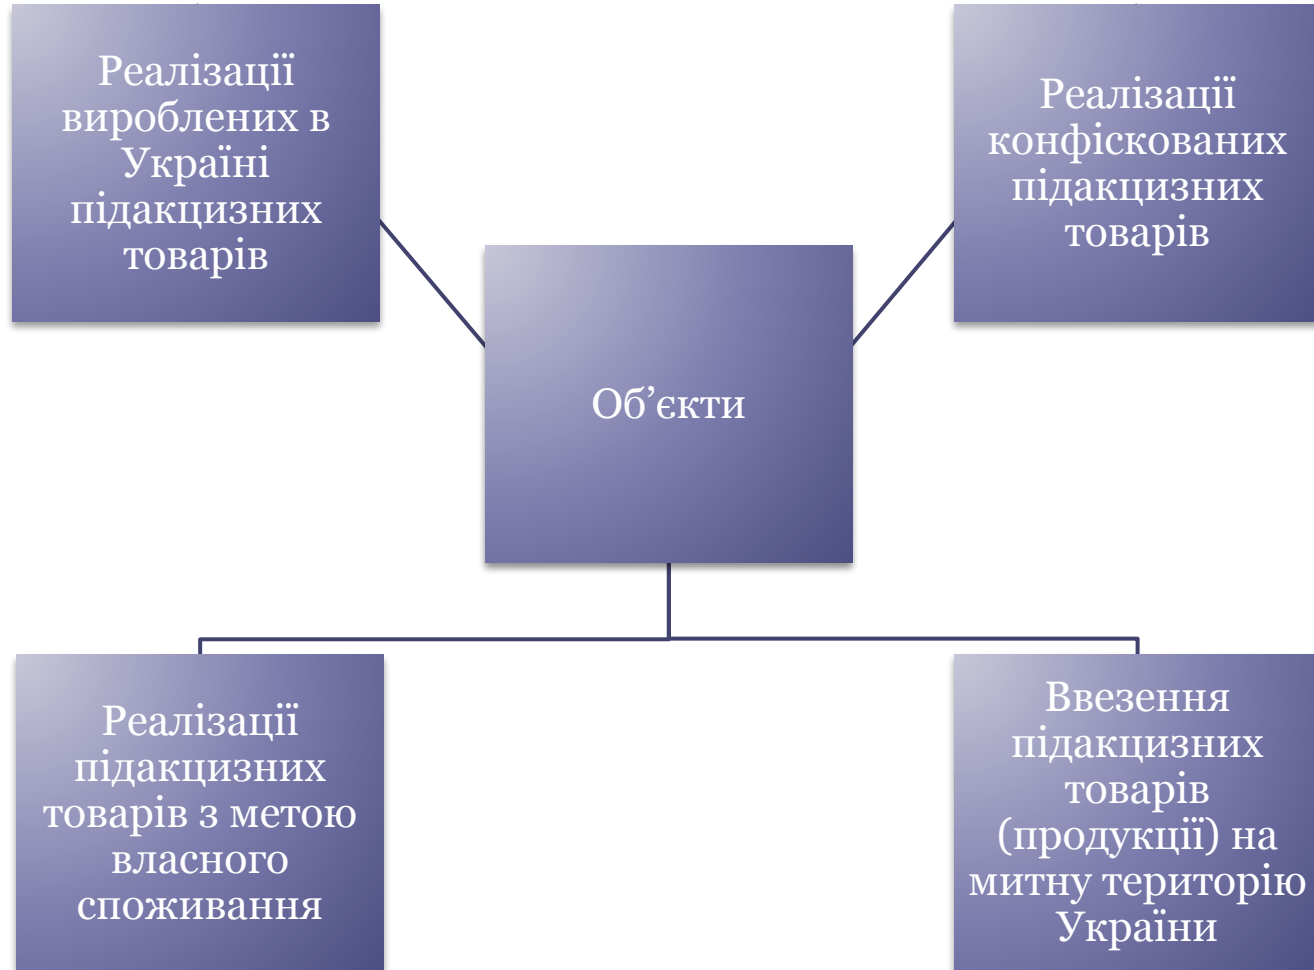 Реалізації
вироблених в
Україні
підакцизних
товарів
Реалізації
конфіскованих
підакцизних
товарів
Об’єкти
Реалізації
підакцизних
товарів з метою
власного
споживання
Ввезення
підакцизних
товарів
(продукції) на
митну територію
України